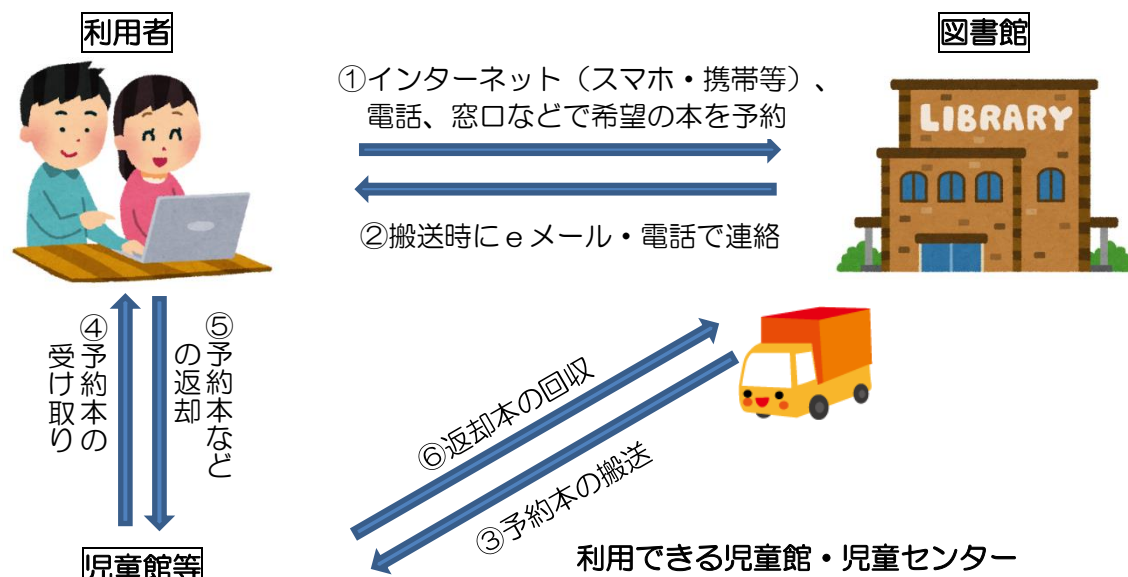 利用者
図書館
①インターネット（スマホ・携帯等）、
電話、窓口などで希望の本を予約
LIBRARY
②搬送時にｅメール・電話で連絡
④予約本の
受け取り
⑤予約本など
の返却
⑥返却本の回収
③予約本の搬送
児童館等
利用できる児童館・児童センター